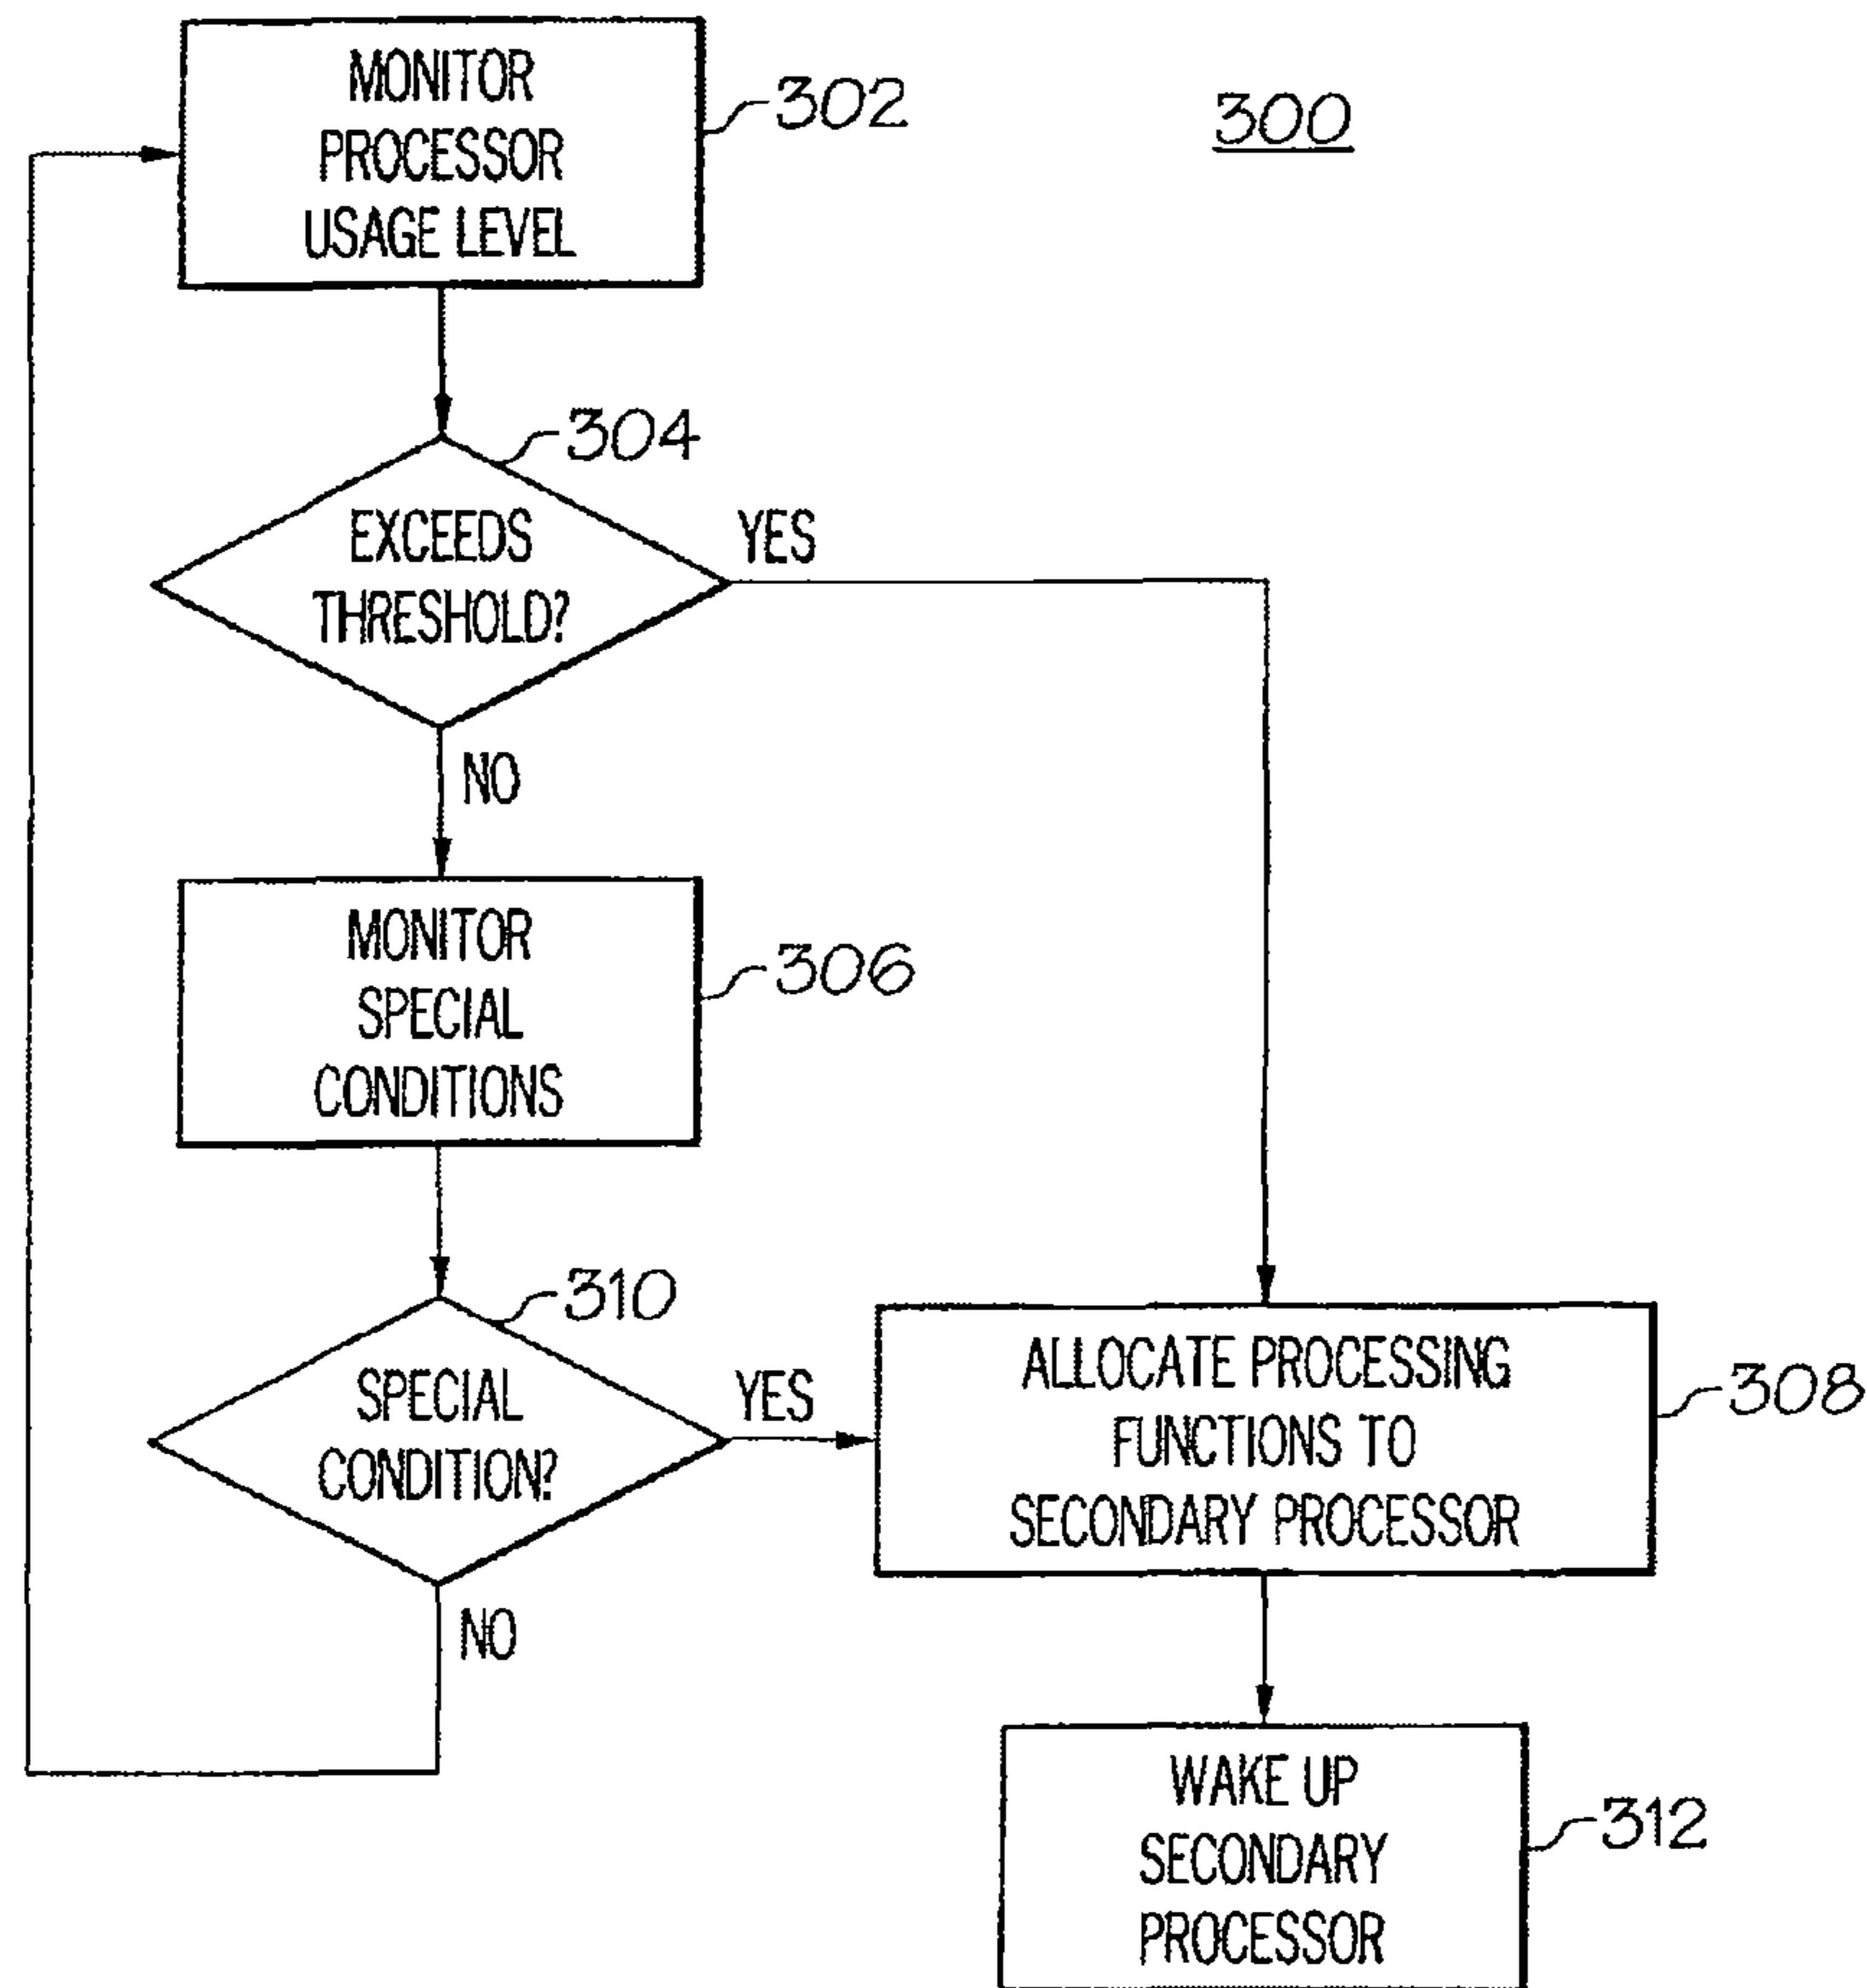 MONITOR
PROCESSOR
USAGE LEVEL
302
300
304
EXCEEDS
THRESHOLD?
YES
NO
MONITOR
SPECIAL
CONDITIONS
306
310
SPECIAL
CONDITION?
YES
NO
ALLOCATE PROCESSING
FUNCTIONS TO
SECONDARY PROCESSOR
308
WAKE UP
SECONDARY
PROCESSOR
312